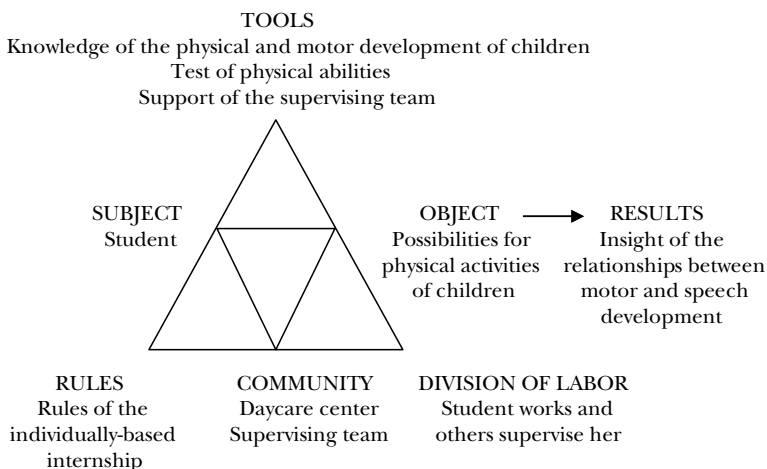 TOOLS
Knowledge of the physical and motor development of children
Test of physical abilities
Support of the supervising team
SUBJECT
Student
OBJECT
Possibilities for
physical activities
of children
RESULTS
Insight of the
relationships between
motor and speech
development
RULES
Rules of the
individually-based
internship
COMMUNITY
Daycare center
Supervising team
DIVISION OF LABOR
Student works and
others supervise her